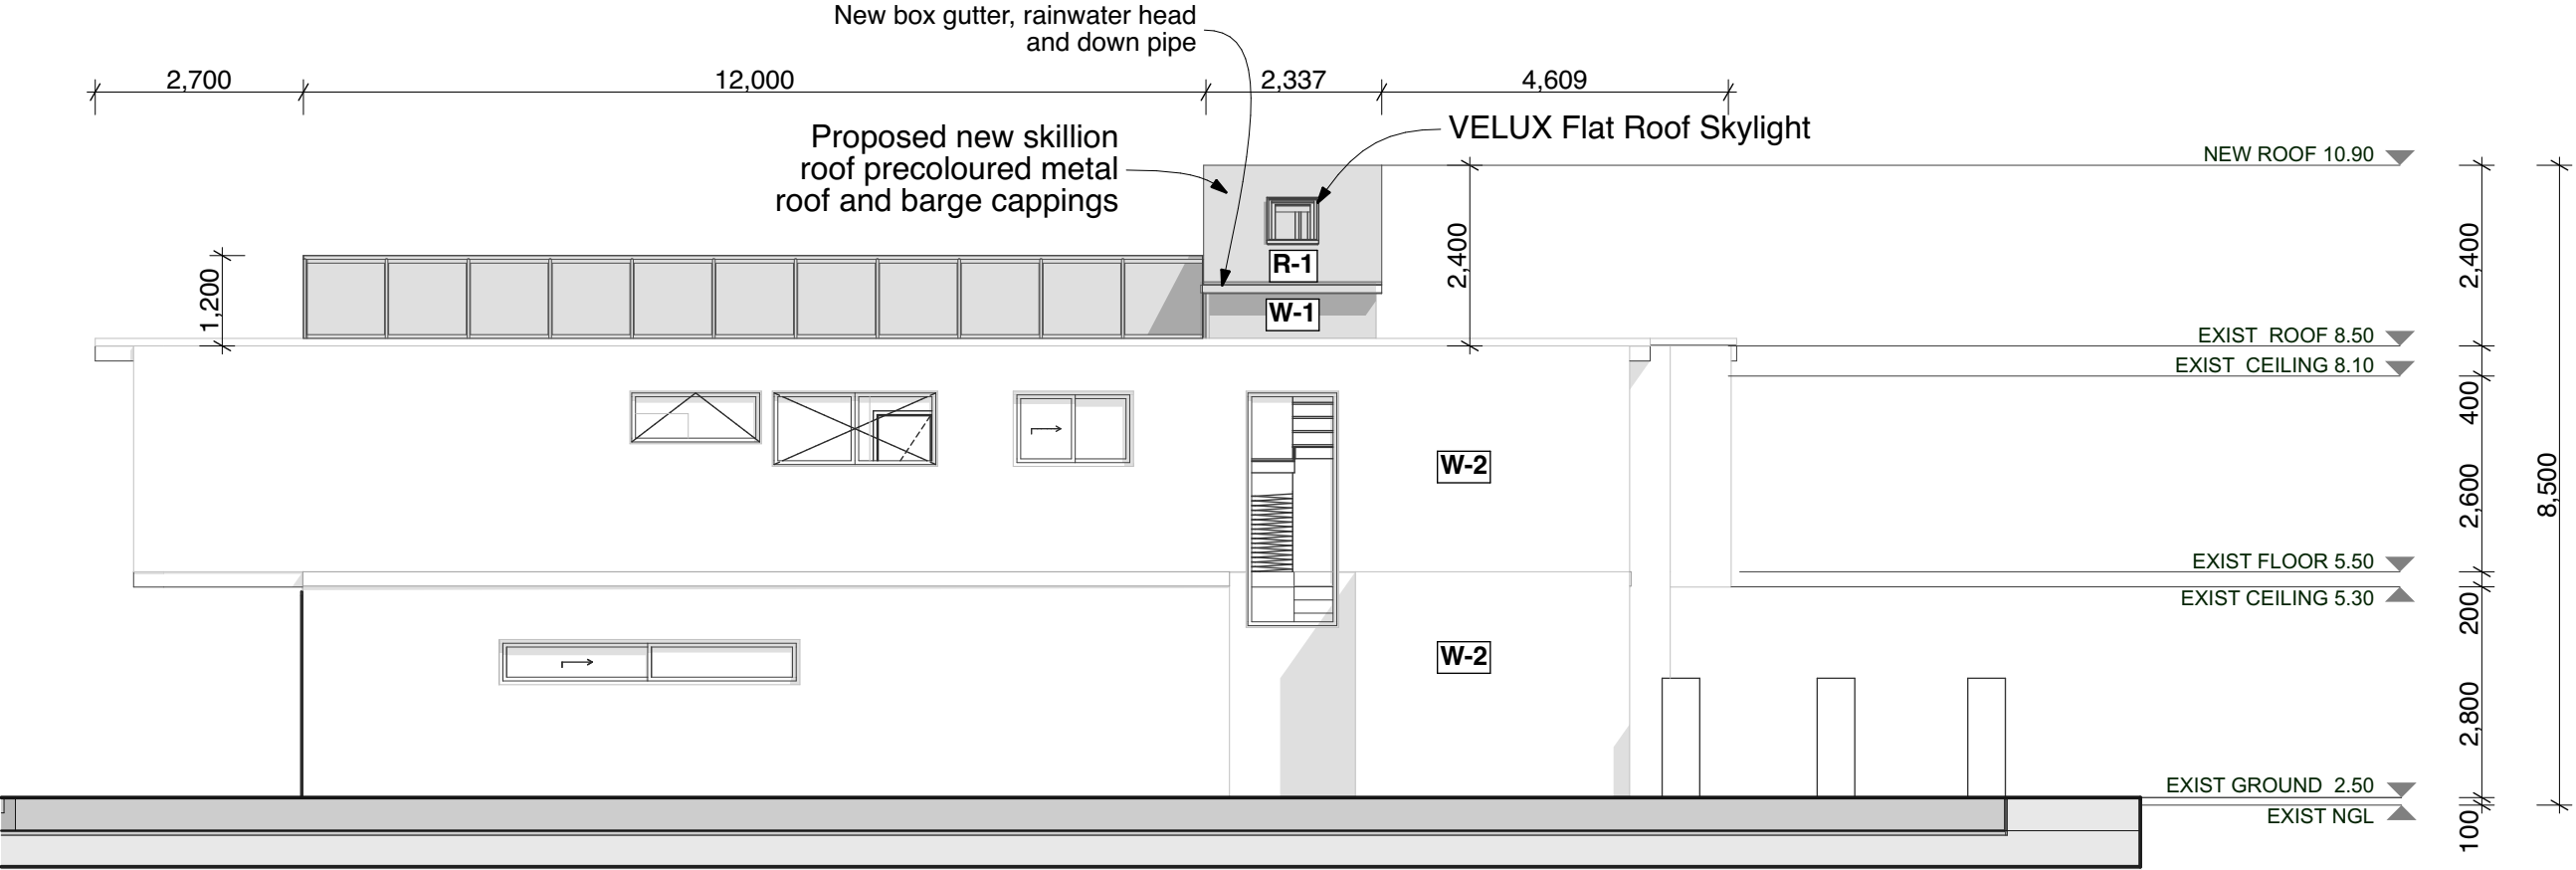 New box gutter, rainwater head
and down pipe
2,700
12,000
2,337
4,609
Proposed new skillion
roof precoloured metal
roof and barge cappings
VELUX Flat Roof Skylight
NEW ROOF 10.90
R-1
W-1
1,200
2,400
2,400
EXIST  ROOF 8.50
EXIST  CEILING 8.10
400
W-2
2,600
8,500
EXIST FLOOR 5.50
EXIST CEILING 5.30
200
W-2
2,800
EXIST GROUND  2.50
EXIST NGL
100